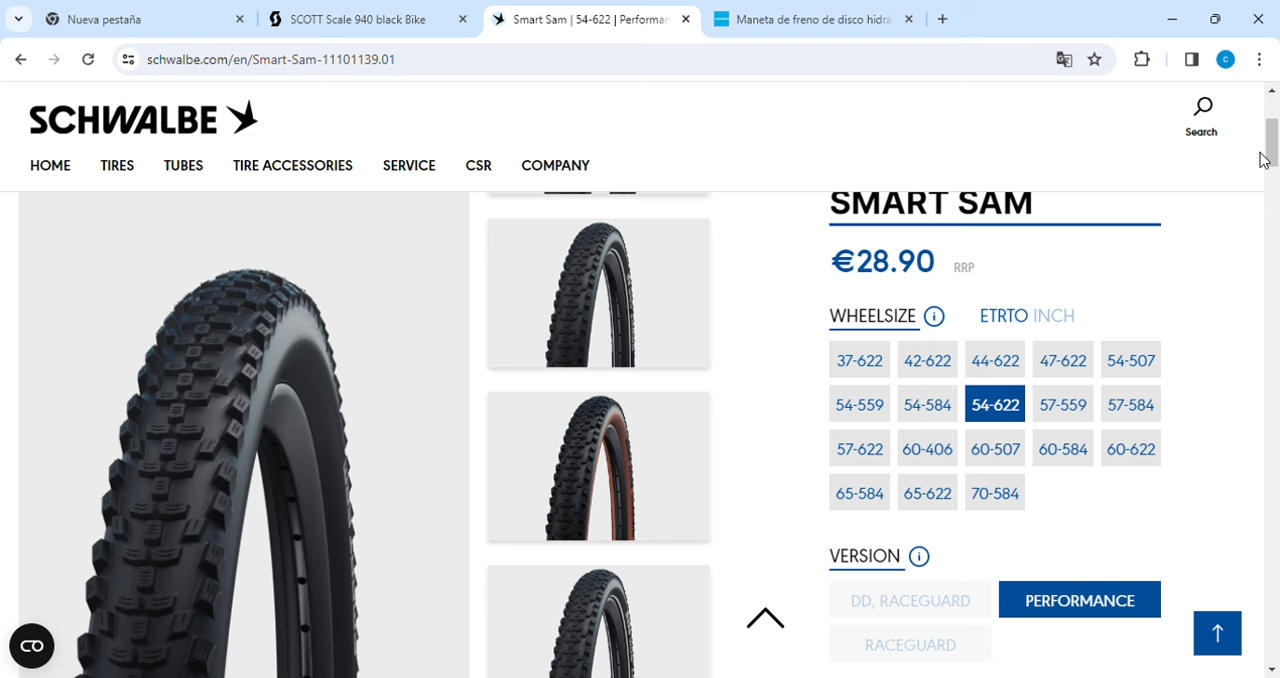 Nueva pestaña
SCOTT Scale 940 black Bike
Smart Sam | 54-622 | Performan
Maneta de freno de disco hidrá
schwalbe.com/en/Smart-Sam-11101139.01
C
SCHWALBE
Search
HOME TIRES TUBES TIRE ACCESSORIES SERVICE CSR COMPANY
SMART SAM
€28.90 RRP
WHEELSIZE i ETRTO INCH
37-622 42-622 44-622 47-622 54-507
54-559 54-584 54-622 57-559 57-584
57-622 60-406 60-507 60-584 60-622
65-584 65-622 70-584
VERSION i
DD, RACEGUARD PERFORMANCE
RACEGUARD